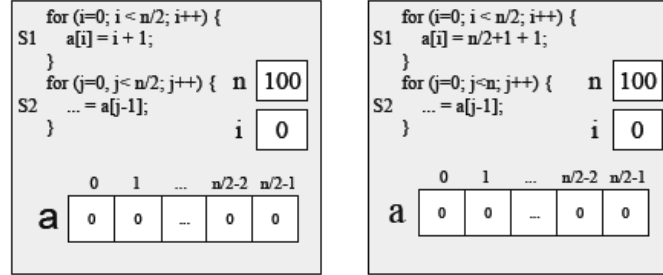 for (i=0; i < n/2; i++) {
S1 a[i] = i + 1;
}
for (j=0, j< n/2; j++) { n 100
S2 ... = a[j-1];
} i 0
0 1 ... n/2-2 n/2-1
a 0 0 ... 0 0
for (i=0; i < n/2; i++) {
S1 a[i] = n/2+1 + 1;
}
for (j=0; j<n; j++) { n 100
S2 ... = a[j-1];
} i 0
0 1 ... n/2-2 n/2-1
a 0 0 ... 0 0